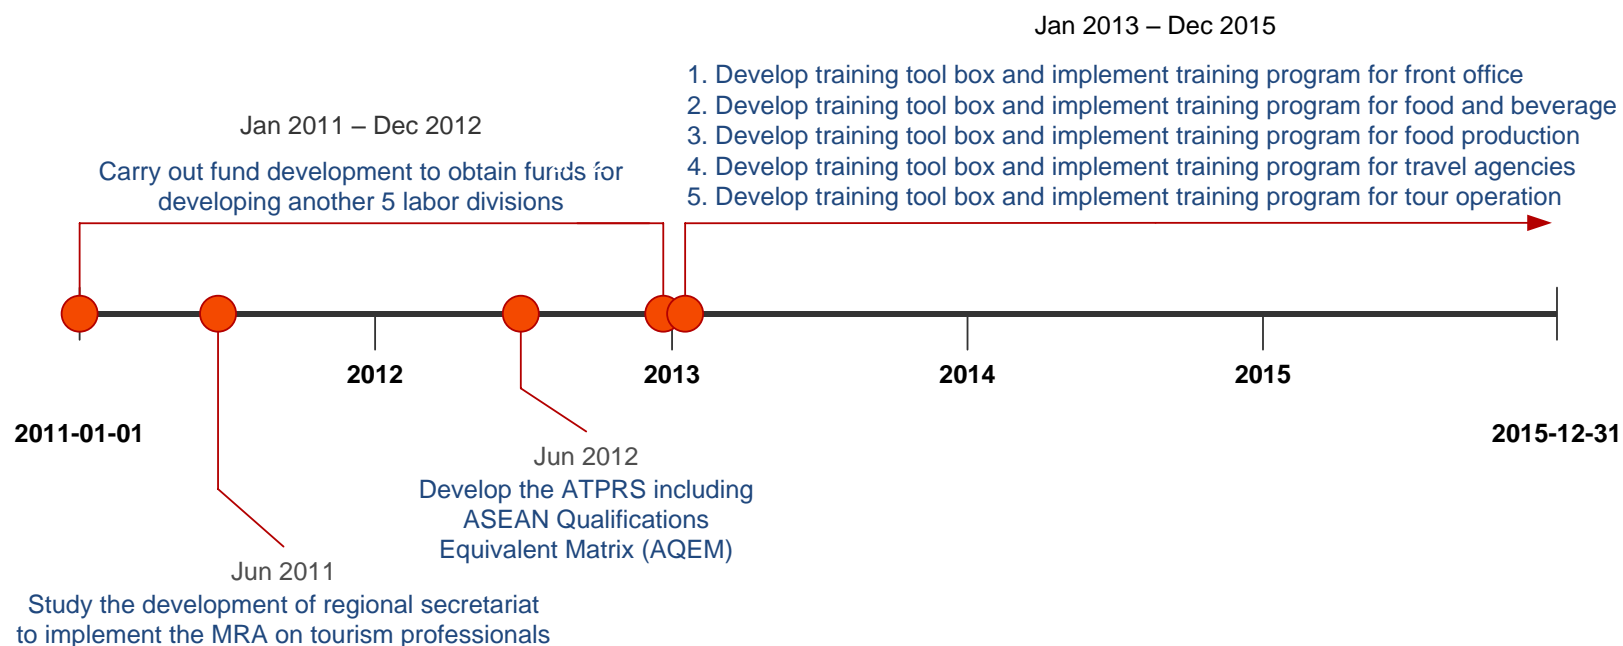 Jan 2013 – Dec 2015
1. Develop training tool box and implement training program for front office
2. Develop training tool box and implement training program for food and beverage
3. Develop training tool box and implement training program for food production
4. Develop training tool box and implement training program for travel agencies
5. Develop training tool box and implement training program for tour operation
Jan 2011 – Dec 2012
Carry out fund development to obtain funds for
developing another 5 labor divisions
2012
2013
2014
2015
2011-01-01
2015-12-31
Jun 2012
Develop the ATPRS including
ASEAN Qualifications
Equivalent Matrix (AQEM)
Jun 2011
Study the development of regional secretariat
to implement the MRA on tourism professionals